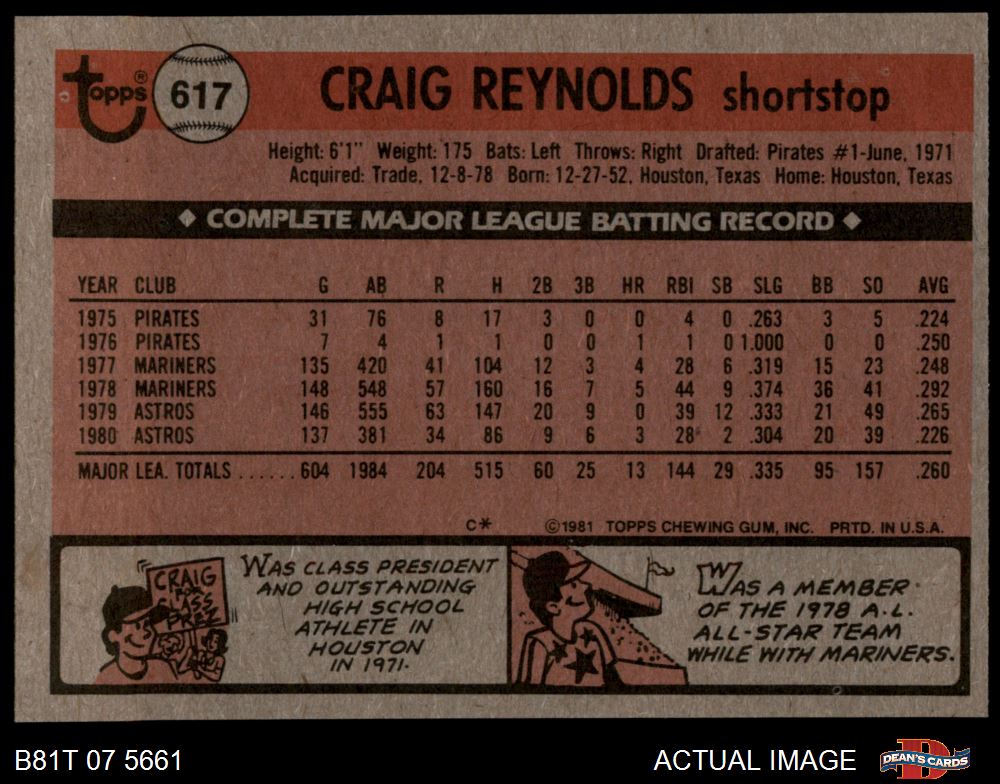 Topps® 617 CRAIG REYNOLDS shortstop
Height: 6'1" Weight: 175 Bats: Left Throws: Right Drafted: Pirates #1-June, 1971
Acquired: Trade, 12-8-78 Born: 12-27-52, Houston, Texas Home: Houston, Texas
◆ COMPLETE MAJOR LEAGUE BATTING RECORD ◆
YEAR CLUB G AB R H 2B 3B HR RBI SB SLG BB SO AVG
1975 PIRATES 31 76 8 17 3 0 0 4 0 .263 3 5 .224
1976 PIRATES 7 4 1 1 0 0 1 1 0 1.000 0 0 .250
1977 MARINERS 135 420 41 104 12 3 4 28 6 .319 15 23 .248
1978 MARINERS 148 548 57 160 16 7 5 44 9 .374 36 41 .292
1979 ASTROS 146 555 63 147 20 9 0 39 12 .333 21 49 .265
1980 ASTROS 137 381 34 86 9 6 3 28 2 .304 20 39 .226
MAJOR LEA. TOTALS ...... 604 1984 204 515 60 25 13 144 29 .335 95 157 .260
C* ©1981 TOPPS CHEWING GUM, INC. PRTD. IN U.S.A.
CRAIG
FOR
CLASS
PREZ
WAS CLASS PRESIDENT
AND OUTSTANDING
HIGH SCHOOL
ATHLETE IN
HOUSTON
IN 1971.
WAS A MEMBER
OF THE 1978 A.L.
ALL-STAR TEAM
WHILE WITH MARINERS.
B81T 07 5661 ACTUAL IMAGE DEAN'S CARDS